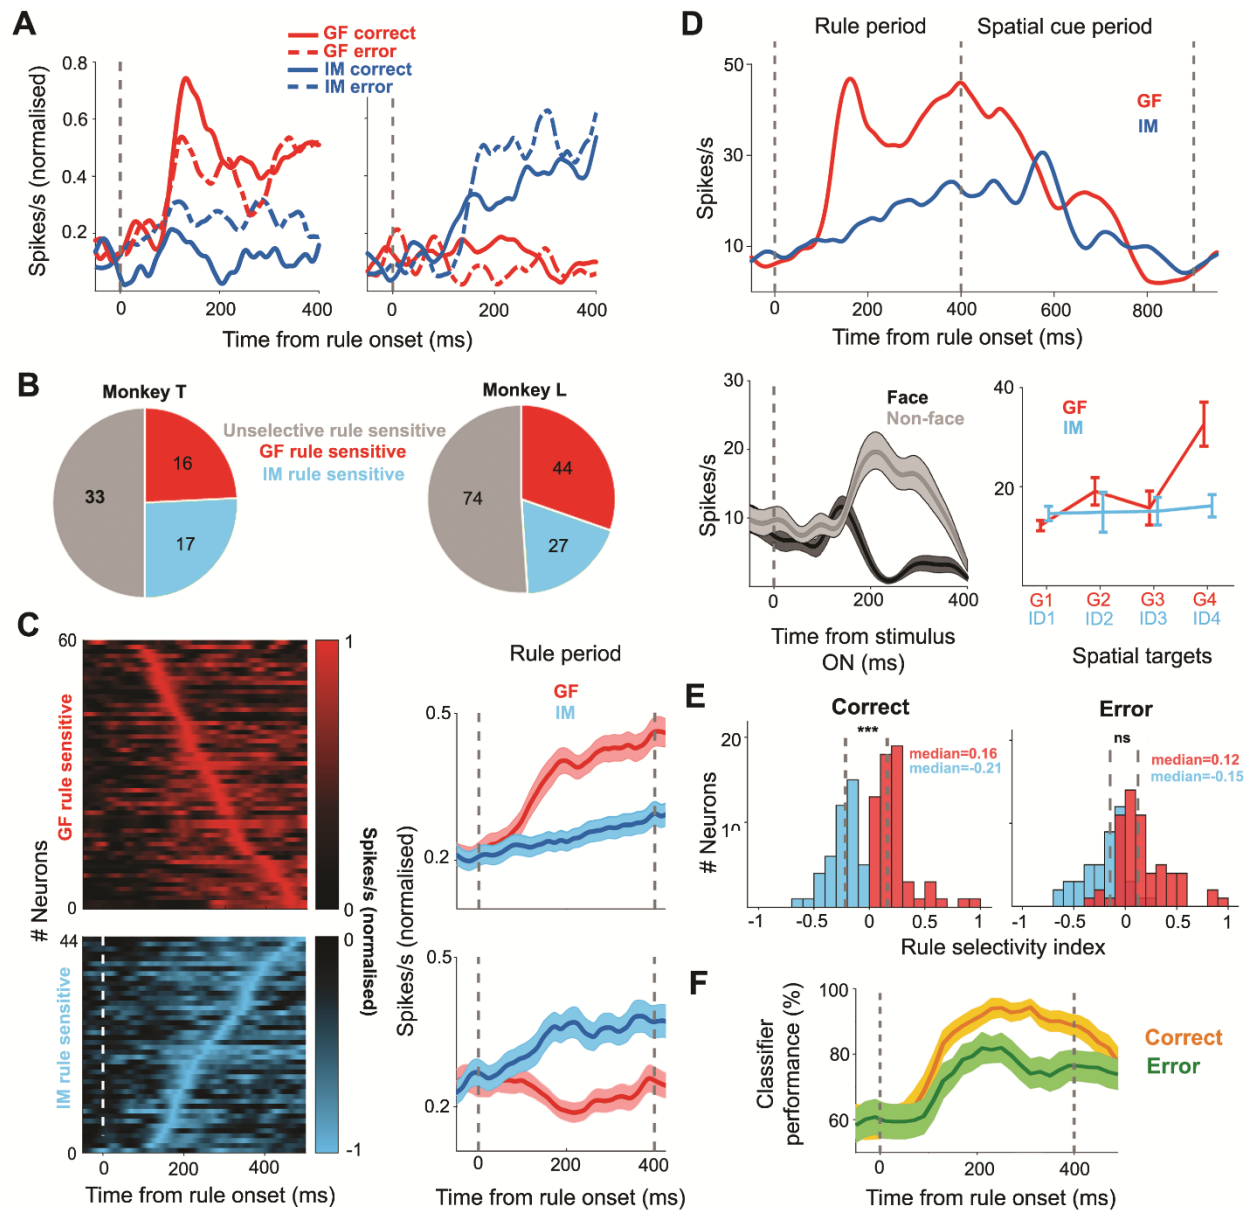 A
GF correct
GF error
IM correct
IM error
Spikes/s (normalised)
0.8
0.6
0.4
0.2
0
200
400
0
200
400
Time from rule onset (ms)
D
Rule period
Spatial cue period
Spikes/s
50
30
10
GF
IM
0
200
400
600
800
Time from rule onset (ms)
B
Monkey T
Monkey L
33
16
17
Unselective rule sensitive
GF rule sensitive
IM rule sensitive
74
44
27
Spikes/s
30
20
10
Face
Non-face
0
200
400
Time from stimulus
ON (ms)
40
20
GF
IM
G1
G2
G3
G4
ID1
ID2
ID3
ID4
Spatial targets
C
# Neurons
60
GF rule sensitive
0
44
IM rule sensitive
0
1
0
0
-1
Spikes/s (normalised)
0
200
400
Time from rule onset (ms)
Rule period
GF
IM
Spikes/s (normalised)
0.5
0.2
0.5
0.2
0
200
400
Time from rule onset (ms)
E
Correct
***
median=0.16
median=-0.21
# Neurons
20
-1
-0.5
0
0.5
1
Error
ns
median=0.12
median=-0.15
-1
-0.5
0
0.5
1
Rule selectivity index
F
Classifier
performance (%)
100
80
60
Correct
Error
0
200
400
Time from rule onset (ms)